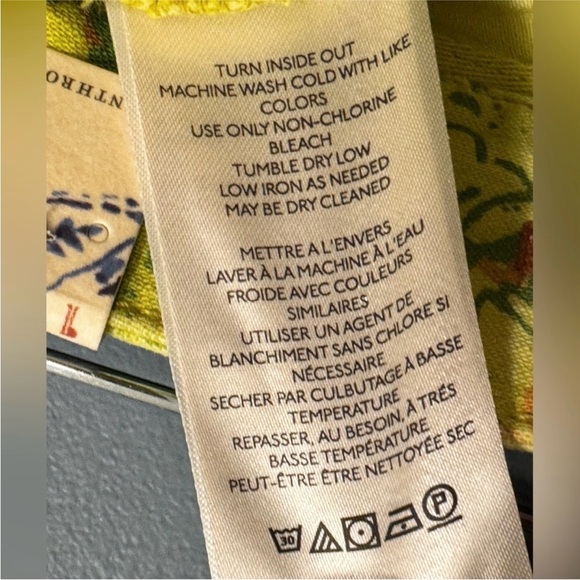 NTHRO
TURN INSIDE OUT
MACHINE WASH COLD WITH LIKE
COLORS
USE ONLY NON-CHLORINE
BLEACH
TUMBLE DRY LOW
LOW IRON AS NEEDED
MAY BE DRY CLEANED
METTRE A L'ENVERS
LAVER À LA MACHINE À L'EAU
FROIDE AVEC COULEURS
SIMILAIRES
UTILISER UN AGENT DE
BLANCHIMENT SANS CHLORE SI
NÉCESSAIRE
SECHER PAR CULBUTAGE À BASSE
TEMPERATURE
REPASSER, AU BESOIN, À TRÉS
BASSE TEMPÉRATURE
PEUT-ÊTRE ÊTRE NETTOYÉE SEC
30 P